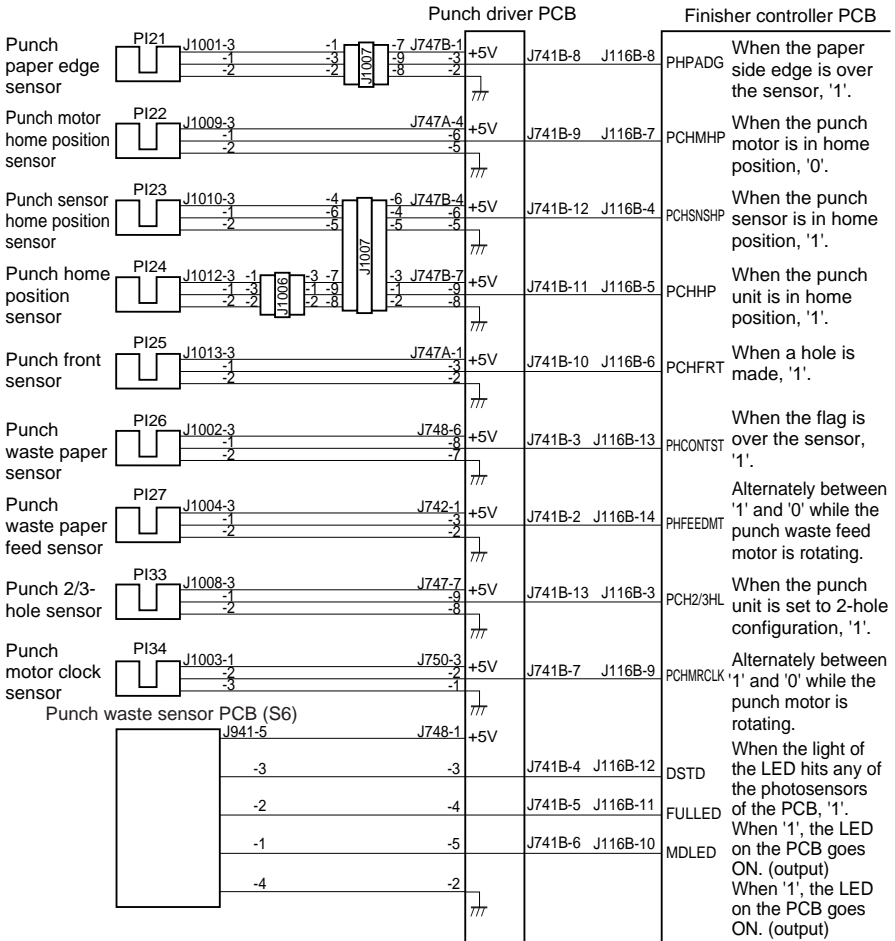 Punch driver PCB
Finisher controller PCB
Punch
paper edge
sensor
PI21
J1001-3
-1
-2
-1
-3
-2
J1007
-7
-9
-8
J747B-1
-3
-2
+5V
J741B-8
J116B-8
PHPADG
When the paper
side edge is over
the sensor, '1'.
Punch motor
home position
sensor
PI22
J1009-3
-1
-2
J747A-4
-6
-5
+5V
J741B-9
J116B-7
PCHMHP
When the punch
motor is in home
position, '0'.
Punch sensor
home position
sensor
PI23
J1010-3
-1
-2
-4
-6
-5
J1007
-6
-4
-5
J747B-4
-6
-5
+5V
J741B-12
J116B-4
PCHSNSHP
When the punch
sensor is in home
position, '1'.
Punch home
position
sensor
PI24
J1012-3
-1
-2
-1
-3
-2
J1006
-3
-1
-2
-7
-9
-8
-3
-1
-2
J747B-7
-9
-8
+5V
J741B-11
J116B-5
PCHHP
When the punch
unit is in home
position, '1'.
Punch front
sensor
PI25
J1013-3
-1
-2
J747A-1
-3
-2
+5V
J741B-10
J116B-6
PCHFRT
When a hole is
made, '1'.
Punch
waste paper
sensor
PI26
J1002-3
-1
-2
J748-6
-8
-7
+5V
J741B-3
J116B-13
PHCONTST
When the flag is
over the sensor,
'1'.
Punch
waste paper
feed sensor
PI27
J1004-3
-1
-2
J742-1
-3
-2
+5V
J741B-2
J116B-14
PHFEEDMT
Alternately between
'1' and '0' while the
punch waste feed
motor is rotating.
Punch 2/3-
hole sensor
PI33
J1008-3
-1
-2
J747-7
-9
-8
+5V
J741B-13
J116B-3
PCH2/3HL
When the punch
unit is set to 2-hole
configuration, '1'.
Punch
motor clock
sensor
PI34
J1003-1
-2
-3
J750-3
-2
-1
+5V
J741B-7
J116B-9
PCHMRCLK
Alternately between
'1' and '0' while the
punch motor is
rotating.
Punch waste sensor PCB (S6)
J941-5
J748-1
+5V
-3
-3
J741B-4
J116B-12
DSTD
When the light of
the LED hits any of
the photosensors
of the PCB, '1'.
-2
-4
J741B-5
J116B-11
FULLED
When '1', the LED
on the PCB goes
ON. (output)
-1
-5
J741B-6
J116B-10
MDLED
When '1', the LED
on the PCB goes
ON. (output)
-4
-2